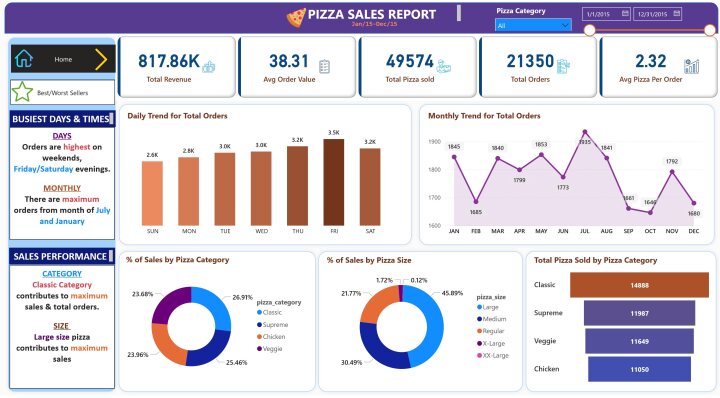 PIZZA SALES REPORT
Jan/15-Dec/15
Pizza Category
All
1/1/2015
12/31/2015
Home
Best/Worst Sellers
817.86K
Total Revenue
38.31
Avg Order Value
49574
Total Pizza sold
21350
Total Orders
2.32
Avg Pizza Per Order
BUSIEST DAYS & TIMES
DAYS
Orders are highest on
weekends,
Friday/Saturday evenings.
MONTHLY
There are maximum
orders from month of July
and January
SALES PERFORMANCE
CATEGORY
Classic Category
contributes to maximum
sales & total orders.
SIZE
Large size pizza
contributes to maximum
sales
Daily Trend for Total Orders
2.6K
2.8K
3.0K
3.0K
3.2K
3.5K
3.2K
SUN
MON
TUE
WED
THU
FRI
SAT
Monthly Trend for Total Orders
1900
1800
1700
1600
1845
1685
1840
1799
1853
1773
1935
1841
1661
1646
1792
1680
JAN
FEB
MAR
APR
MAY
JUN
JUL
AUG
SEP
OCT
NOV
DEC
% of Sales by Pizza Category
23.68%
26.91%
23.96%
25.46%
pizza_category
Classic
Supreme
Chicken
Veggie
% of Sales by Pizza Size
1.72%
0.12%
21.77%
45.89%
30.49%
pizza_size
Large
Medium
Regular
X-Large
XX-Large
Total Pizza Sold by Pizza Category
Classic
14888
Supreme
11987
Veggie
11649
Chicken
11050